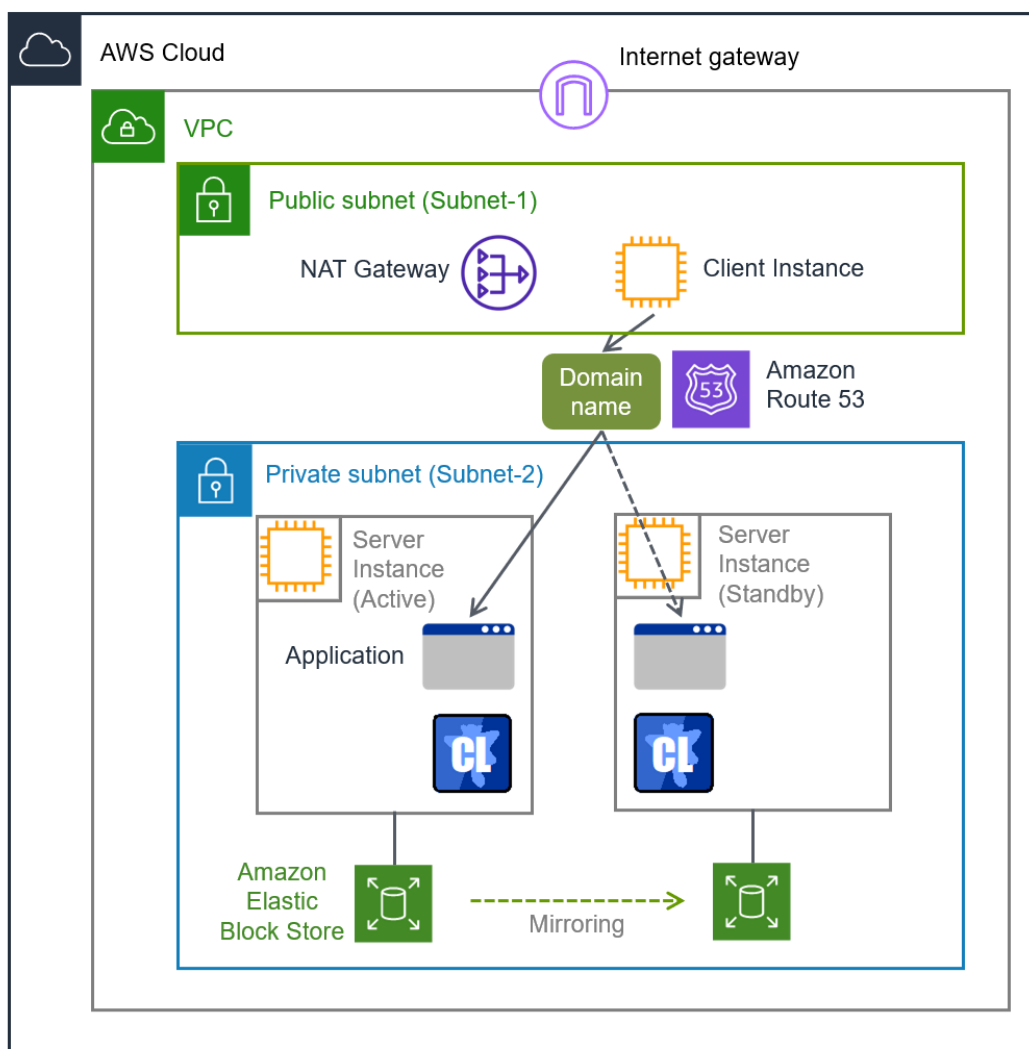 AWS Cloud
Internet gateway
VPC
Public subnet (Subnet-1)
NAT Gateway
Client Instance
Domain
name
53
Amazon
Route 53
Private subnet (Subnet-2)
Server
Instance
(Active)
Server
Instance
(Standby)
Application
CL
CL
Amazon
Elastic
Block Store
Mirroring